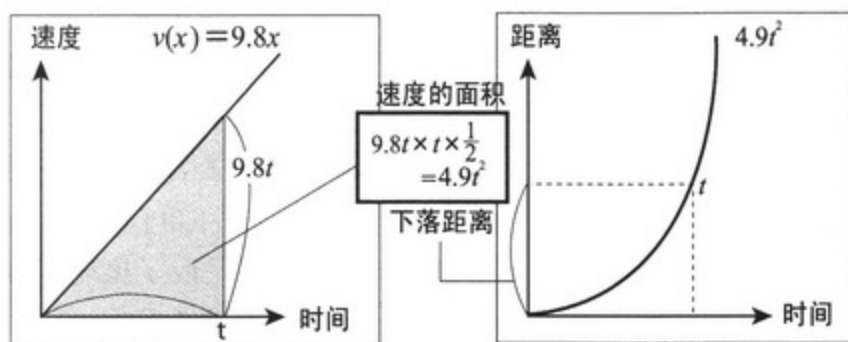 速度
v(x)=9.8x
9.8t
t
时间
速度的面积
9.8t×t×1/2
=4.9t²
下落距离
距离
4.9t²
t
时间